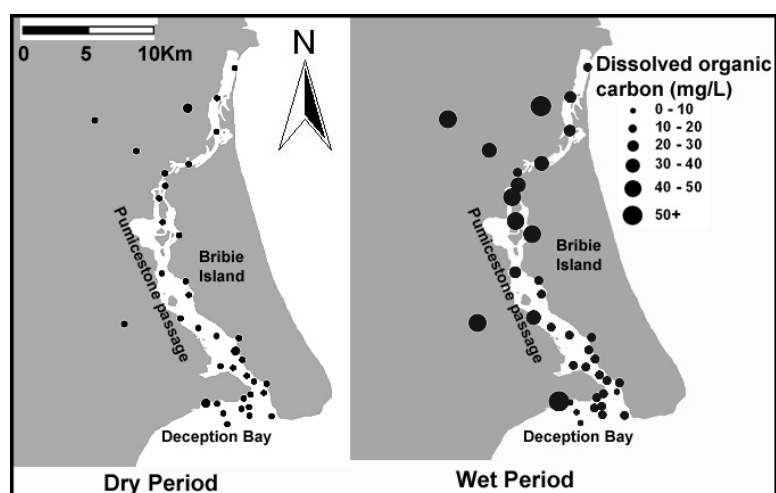 0 5 10Km
N
Pumicestone passage
Bribie
Island
Deception Bay
Dry Period
Dissolved organic
carbon (mg/L)
0 - 10
10 - 20
20 - 30
30 - 40
40 - 50
50+
Pumicestone passage
Bribie
Island
Deception Bay
Wet Period